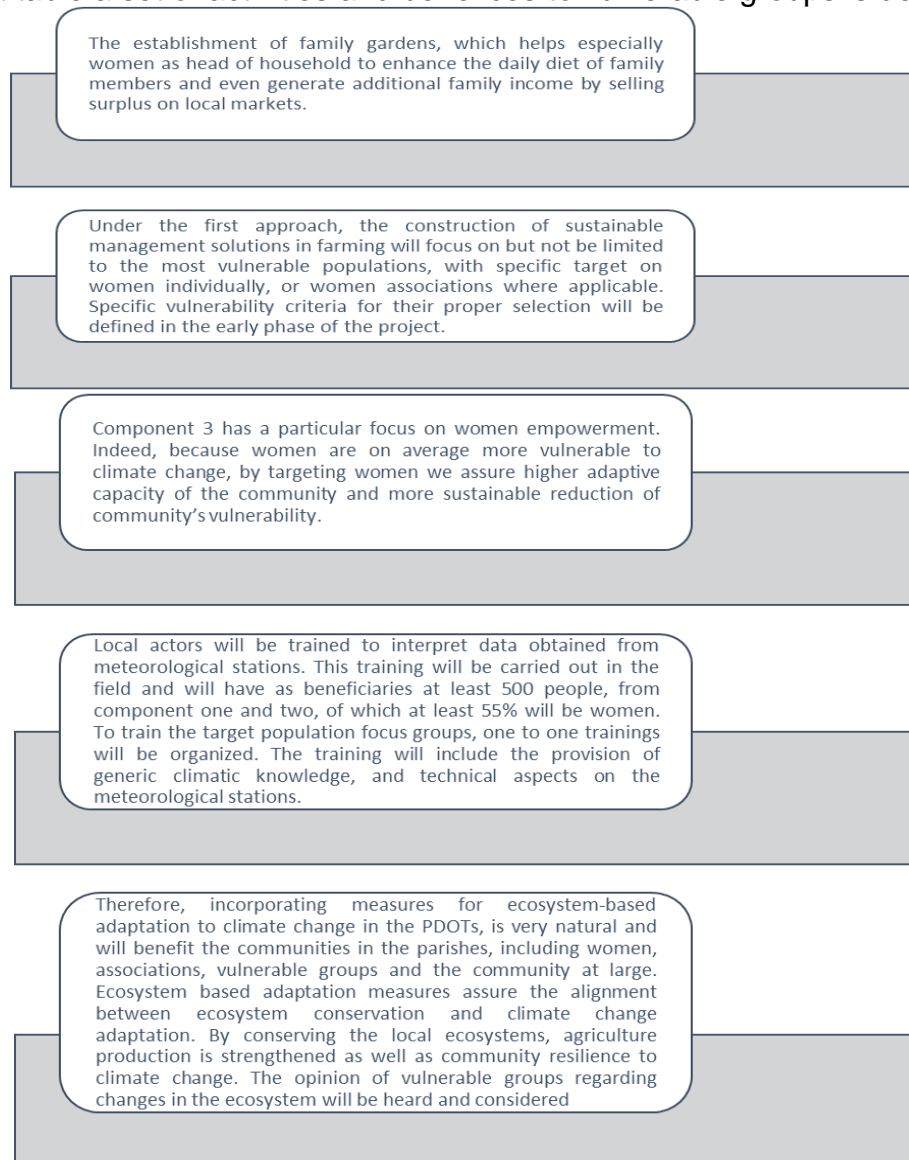 The establishment of family gardens, which helps especially
women as head of household to enhance the daily diet of family
members and even generate additional family income by selling
surplus on local markets.
Under the first approach, the construction of sustainable
management solutions in farming will focus on but not be limited
to the most vulnerable populations, with specific target on
women individually, or women associations where applicable.
Specific vulnerability criteria for their proper selection will be
defined in the early phase of the project.
Component 3 has a particular focus on women empowerment.
Indeed, because women are on average more vulnerable to
climate change, by targeting women we assure higher adaptive
capacity of the community and more sustainable reduction of
community's vulnerability.
Local actors will be trained to interpret data obtained from
meteorological stations. This training will be carried out in the
field and will have as beneficiaries at least 500 people, from
component one and two, of which at least 55% will be women.
To train the target population focus groups, one to one trainings
will be organized. The training will include the provision of
generic climatic knowledge, and technical aspects on the
meteorological stations.
Therefore, incorporating measures for ecosystem-based
adaptation to climate change in the PDOTs, is very natural and
will benefit the communities in the parishes, including women,
associations, vulnerable groups and the community at large.
Ecosystem based adaptation measures assure the alignment
between ecosystem conservation and climate change
adaptation. By conserving the local ecosystems, agriculture
production is strengthened as well as community resilience to
climate change. The opinion of vulnerable groups regarding
changes in the ecosystem will be heard and considered